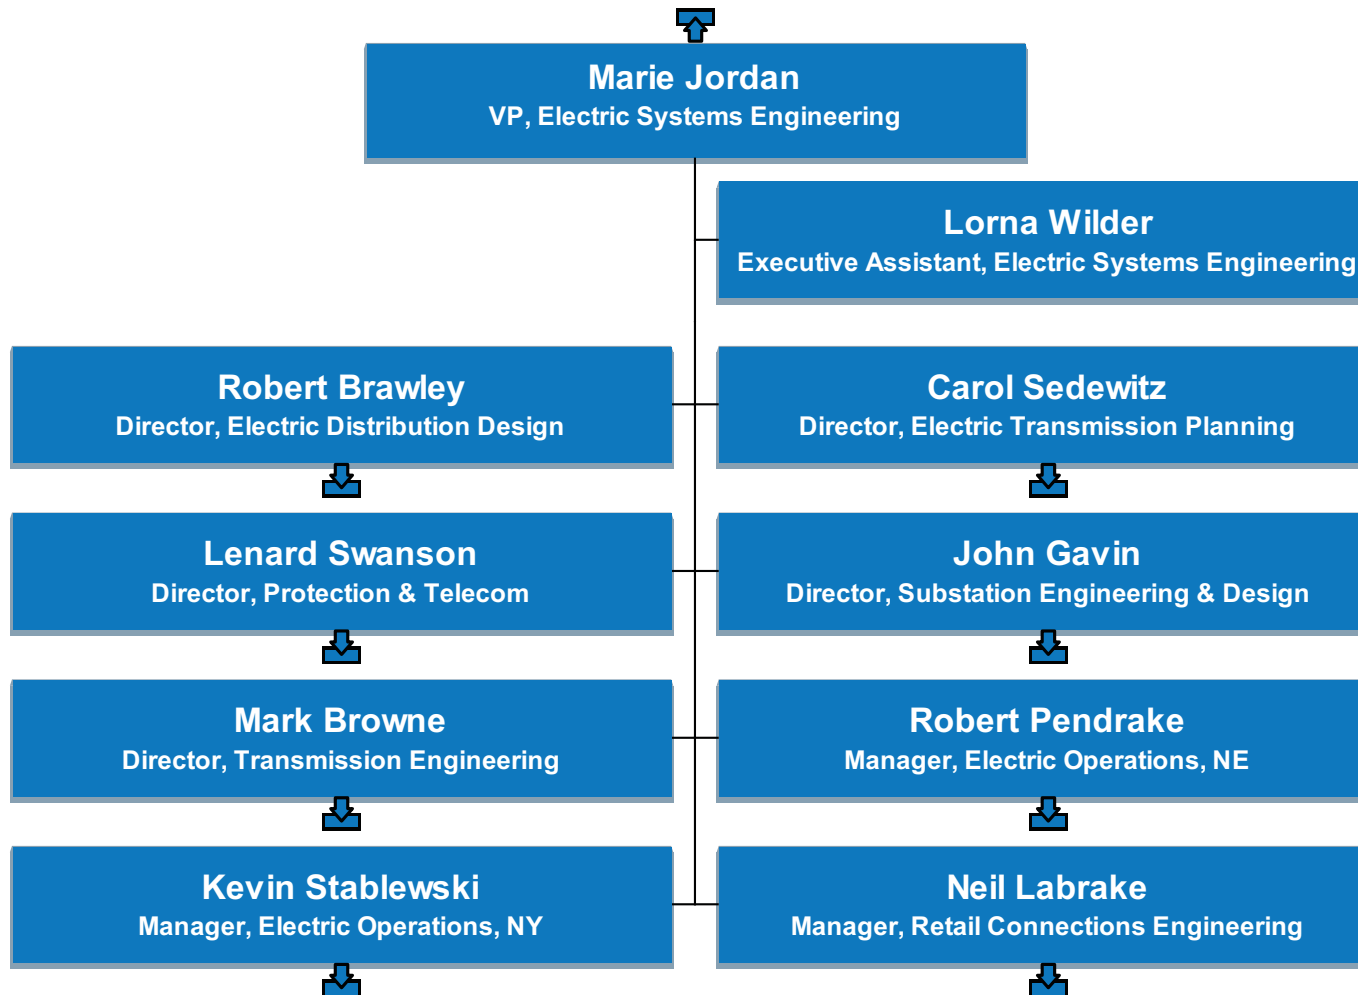 Marie Jordan
VP, Electric Systems Engineering
Lorna Wilder
Executive Assistant, Electric Systems Engineering
Robert Brawley
Director, Electric Distribution Design
Carol Sedewitz
Director, Electric Transmission Planning
Lenard Swanson
Director, Protection & Telecom
John Gavin
Director, Substation Engineering & Design
Mark Browne
Director, Transmission Engineering
Robert Pendrake
Manager, Electric Operations, NE
Kevin Stablewski
Manager, Electric Operations, NY
Neil Labrake
Manager, Retail Connections Engineering